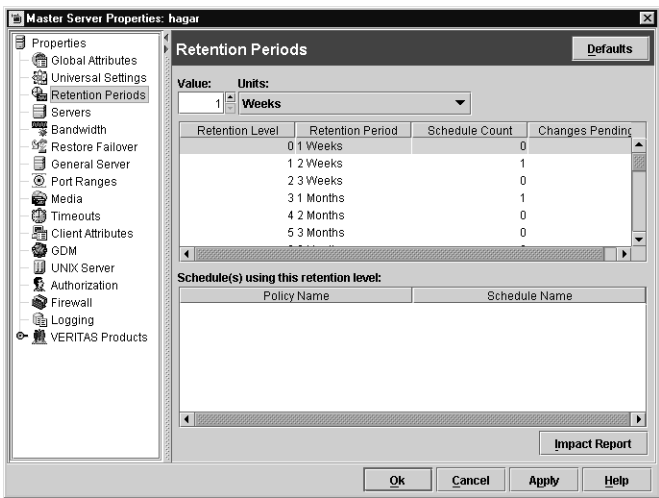 Master Server Properties: hagar
Properties
Global Attributes
Universal Settings
Retention Periods
Servers
Bandwidth
Restore Failover
General Server
Port Ranges
Media
Timeouts
Client Attributes
GDM
UNIX Server
Authorization
Firewall
Logging
VERITAS Products
Retention Periods
Defaults
Value: Units:
1 Weeks
Retention Level Retention Period Schedule Count Changes Pending
0 1 Weeks 0
1 2 Weeks 1
2 3 Weeks 0
3 1 Months 1
4 2 Months 0
5 3 Months 0
Schedule(s) using this retention level:
Policy Name Schedule Name
Impact Report
Ok Cancel Apply Help